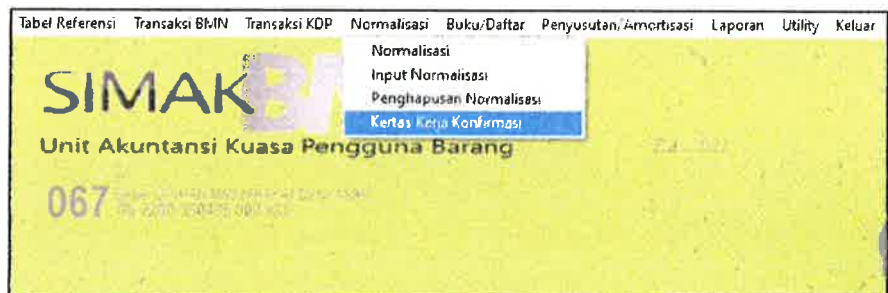 Tabel Referensi Transaksi BMN Transaksi KDP Normalisasi Buku/Daftar Penyusutan/Amortisasi Laporan Utility Keluar
Normalisasi
Input Normalisasi
Penghapusan Normalisasi
Kertas Kerja Konfirmasi
SIMAK
Unit Akuntansi Kuasa Pengguna Barang
067